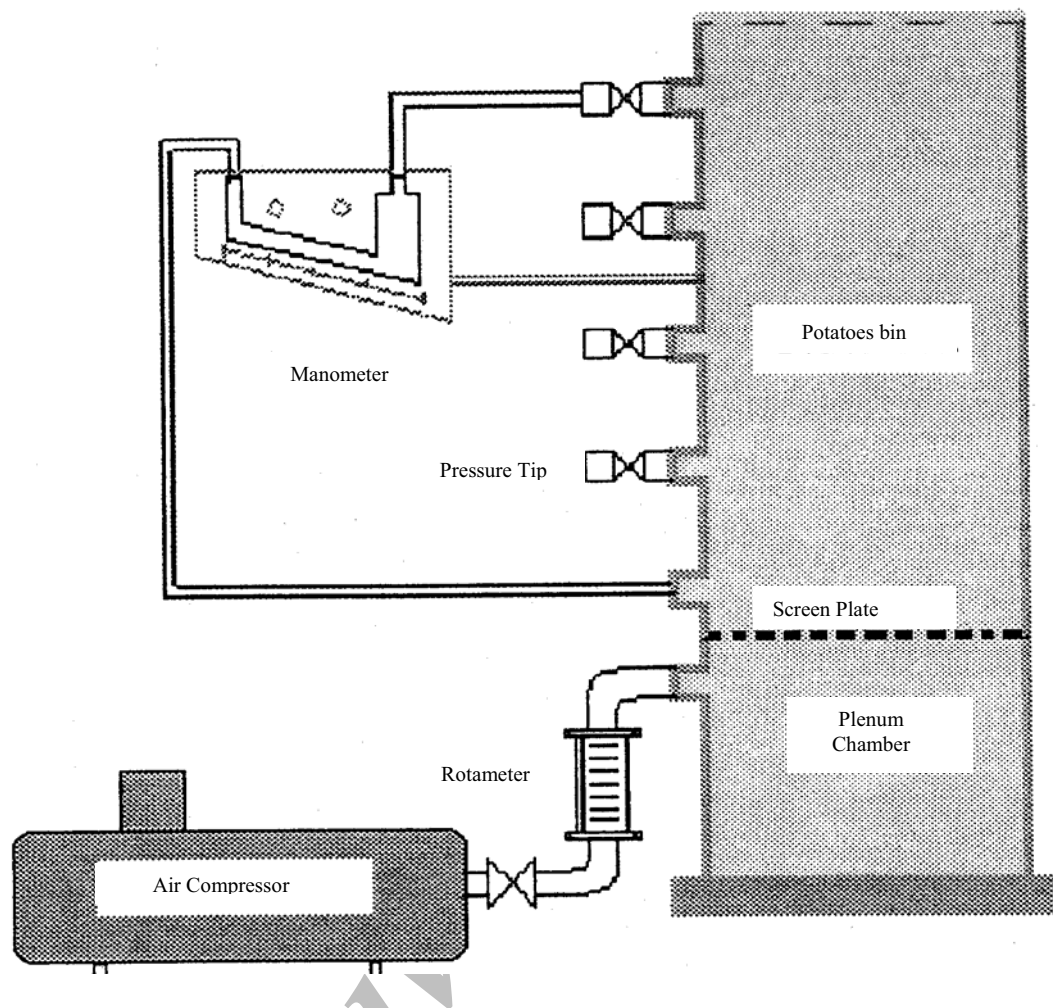 Potatoes bin
Manometer
Pressure Tip
Screen Plate
Plenum
Chamber
Rotameter
Air Compressor